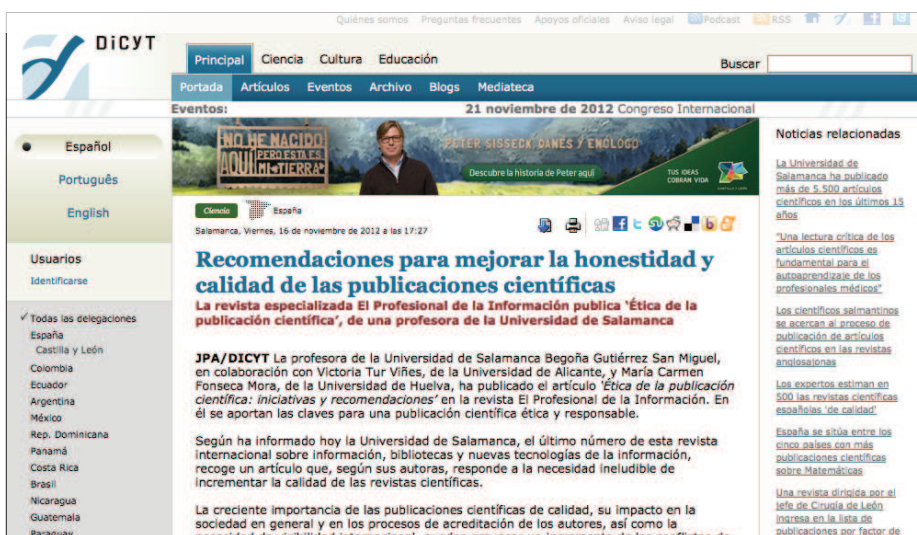 Quiénes somos Preguntas frecuentes Apoyos oficiales Aviso legal Podcast RSS
DiCYT
Principal Ciencia Cultura Educación
Buscar
Portada Artículos Eventos Archivo Blogs Mediateca
Eventos: 21 noviembre de 2012 Congreso Internacional
Español
Português
English
Usuarios
Identificarse
Todas las delegaciones
España
Castilla y León
Colombia
Ecuador
Argentina
México
Rep. Dominicana
Panamá
Costa Rica
Brasil
Nicaragua
Guatemala
Paraguay
NO HE NACIDO
AQUÍ PERO ESTA ES
MI TIERRA
PETER SISSECK, DANÉS Y ENÓLOGO
Descubre la historia de Peter aquí
TUS IDEAS
COBRAN VIDA
Ciencia España
Salamanca, Viernes, 16 de noviembre de 2012 a las 17:27
Recomendaciones para mejorar la honestidad y
calidad de las publicaciones científicas
La revista especializada El Profesional de la Información publica ‘Ética de la
publicación científica’, de una profesora de la Universidad de Salamanca
JPA/DICYT La profesora de la Universidad de Salamanca Begoña Gutiérrez San Miguel,
en colaboración con Victoria Tur Viñes, de la Universidad de Alicante, y María Carmen
Fonseca Mora, de la Universidad de Huelva, ha publicado el artículo ‘Ética de la publicación
científica: iniciativas y recomendaciones’ en la revista El Profesional de la Información. En
él se aportan las claves para una publicación científica ética y responsable.
Según ha informado hoy la Universidad de Salamanca, el último número de esta revista
internacional sobre información, bibliotecas y nuevas tecnologías de la información,
recoge un artículo que, según sus autoras, responde a la necesidad ineludible de
incrementar la calidad de las revistas científicas.
La creciente importancia de las publicaciones científicas de calidad, su impacto en la
sociedad en general y en los procesos de acreditación de los autores, así como la
Noticias relacionadas
La Universidad de
Salamanca ha publicado
más de 5.500 artículos
científicos en los últimos 15
años
"Una lectura crítica de los
artículos científicos es
fundamental para el
autoaprendizaje de los
profesionales médicos"
Los científicos salmantinos
se acercan al proceso de
publicación de artículos
científicos en las revistas
anglosajonas
Los expertos estiman en
500 las revistas científicas
españolas 'de calidad'
España se sitúa entre los
cinco países con más
publicaciones científicas
sobre Matemáticas
Una revista dirigida por el
jefe de Cirugía de León
ingresa en la lista de
publicaciones por factor de